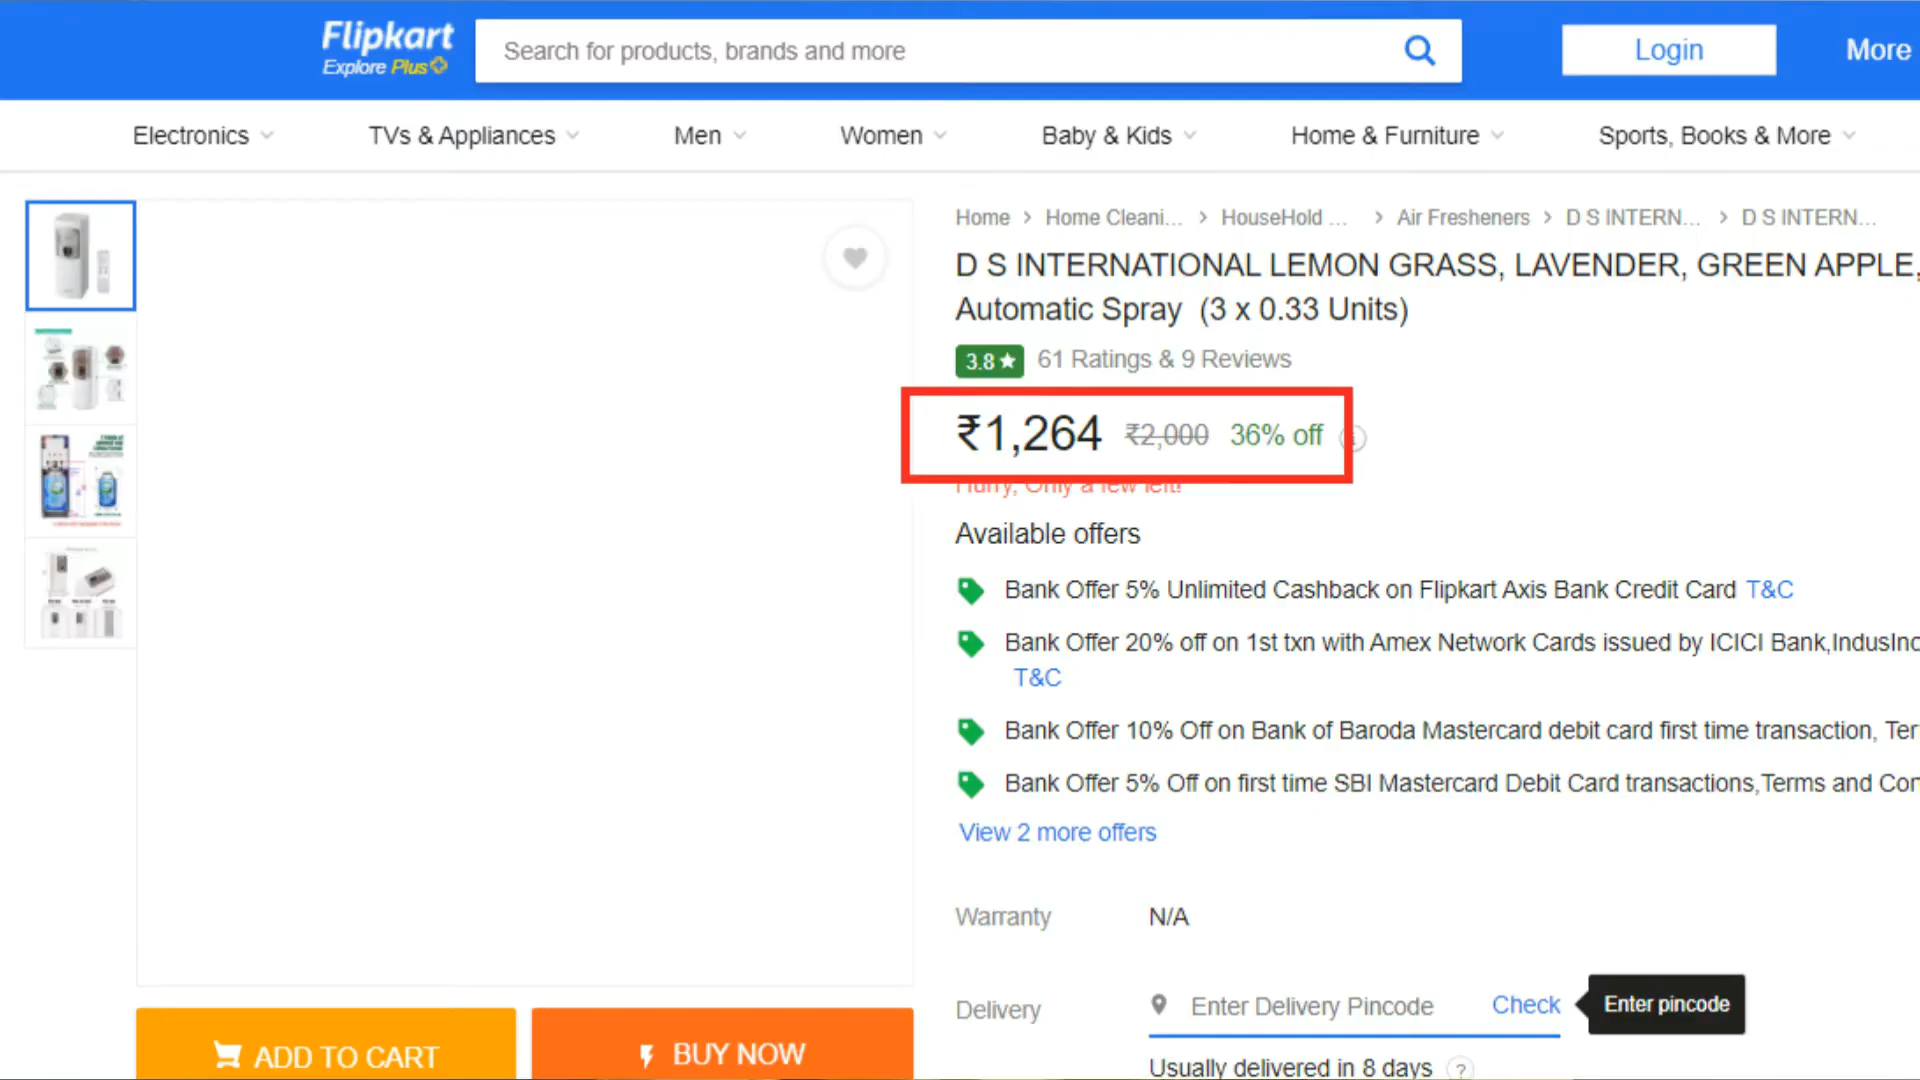 Flipkart
Explore Plus
Search for products, brands and more
Login
More
Electronics
TVs & Appliances
Men
Women
Baby & Kids
Home & Furniture
Sports, Books & More
Home > Home Cleani... > HouseHold ... > Air Fresheners > D S INTERN... > D S INTERN...
D S INTERNATIONAL LEMON GRASS, LAVENDER, GREEN APPLE,
Automatic Spray (3 x 0.33 Units)
3.8★ 61 Ratings & 9 Reviews
₹1,264 ₹2,000 36% off
Hurry, Only a few left!
Available offers
Bank Offer 5% Unlimited Cashback on Flipkart Axis Bank Credit Card T&C
Bank Offer 20% off on 1st txn with Amex Network Cards issued by ICICI Bank,IndusInd
T&C
Bank Offer 10% Off on Bank of Baroda Mastercard debit card first time transaction, Ter
Bank Offer 5% Off on first time SBI Mastercard Debit Card transactions,Terms and Con
View 2 more offers
Warranty N/A
Delivery Enter Delivery Pincode Check Enter pincode
Usually delivered in 8 days ?
ADD TO CART
BUY NOW